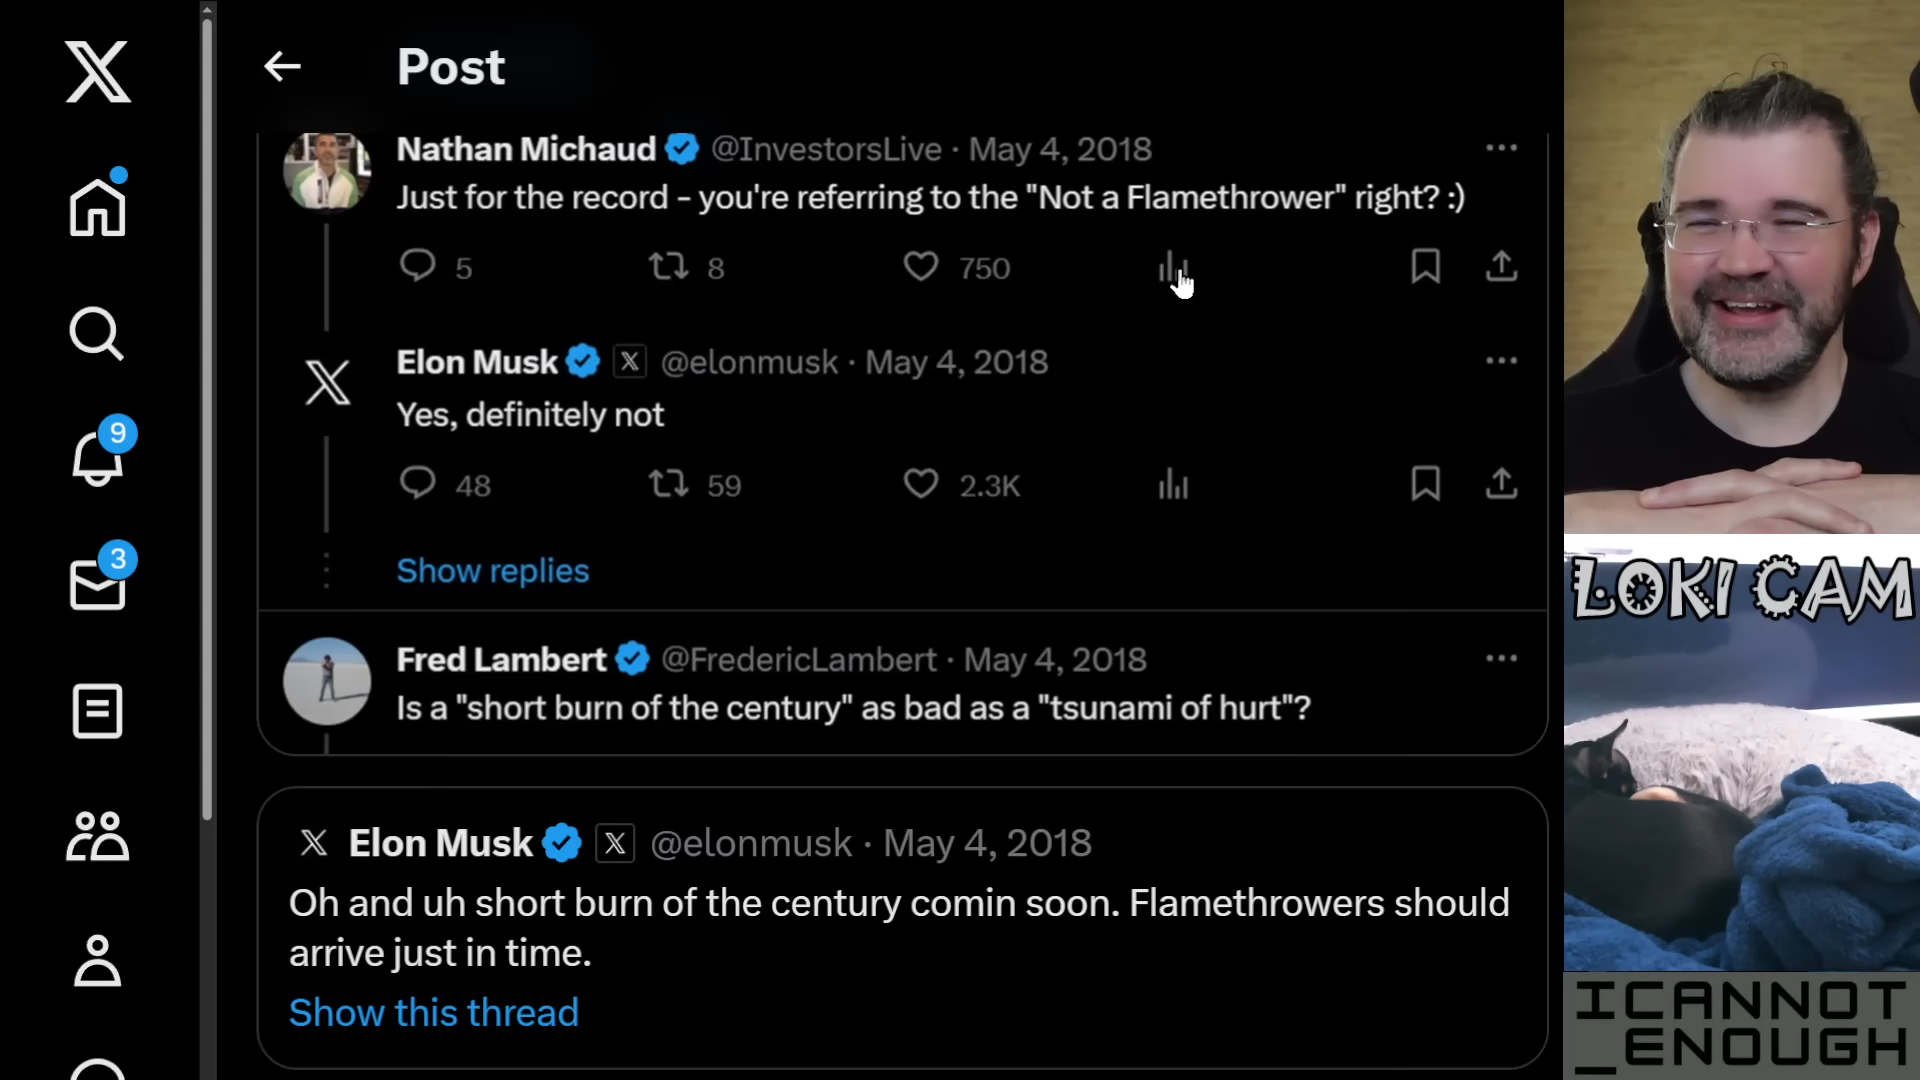 Post
Nathan Michaud @InvestorsLive · May 4, 2018
Just for the record - you're referring to the "Not a Flamethrower" right? :)
5 8 750
Elon Musk X @elonmusk · May 4, 2018
Yes, definitely not
48 59 2.3K
Show replies
Fred Lambert @FredericLambert · May 4, 2018
Is a "short burn of the century" as bad as a "tsunami of hurt"?
X Elon Musk X @elonmusk · May 4, 2018
Oh and uh short burn of the century comin soon. Flamethrowers should
arrive just in time.
Show this thread
X
9
3
LOKI CAM
ICANNOT
_ENOUGH